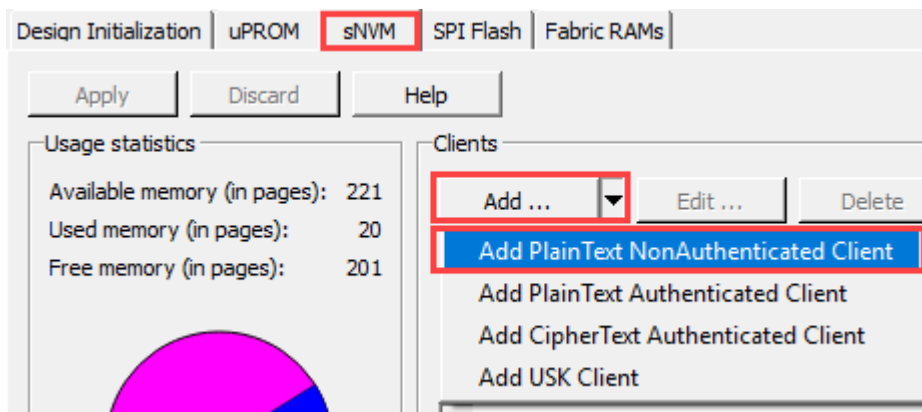 Design Initialization uPROM sNVM SPI Flash Fabric RAMs
Apply Discard Help
Usage statistics
Available memory (in pages): 221
Used memory (in pages): 20
Free memory (in pages): 201
Clients
Add ... Edit ... Delete
Add PlainText NonAuthenticated Client
Add PlainText Authenticated Client
Add CipherText Authenticated Client
Add USK Client